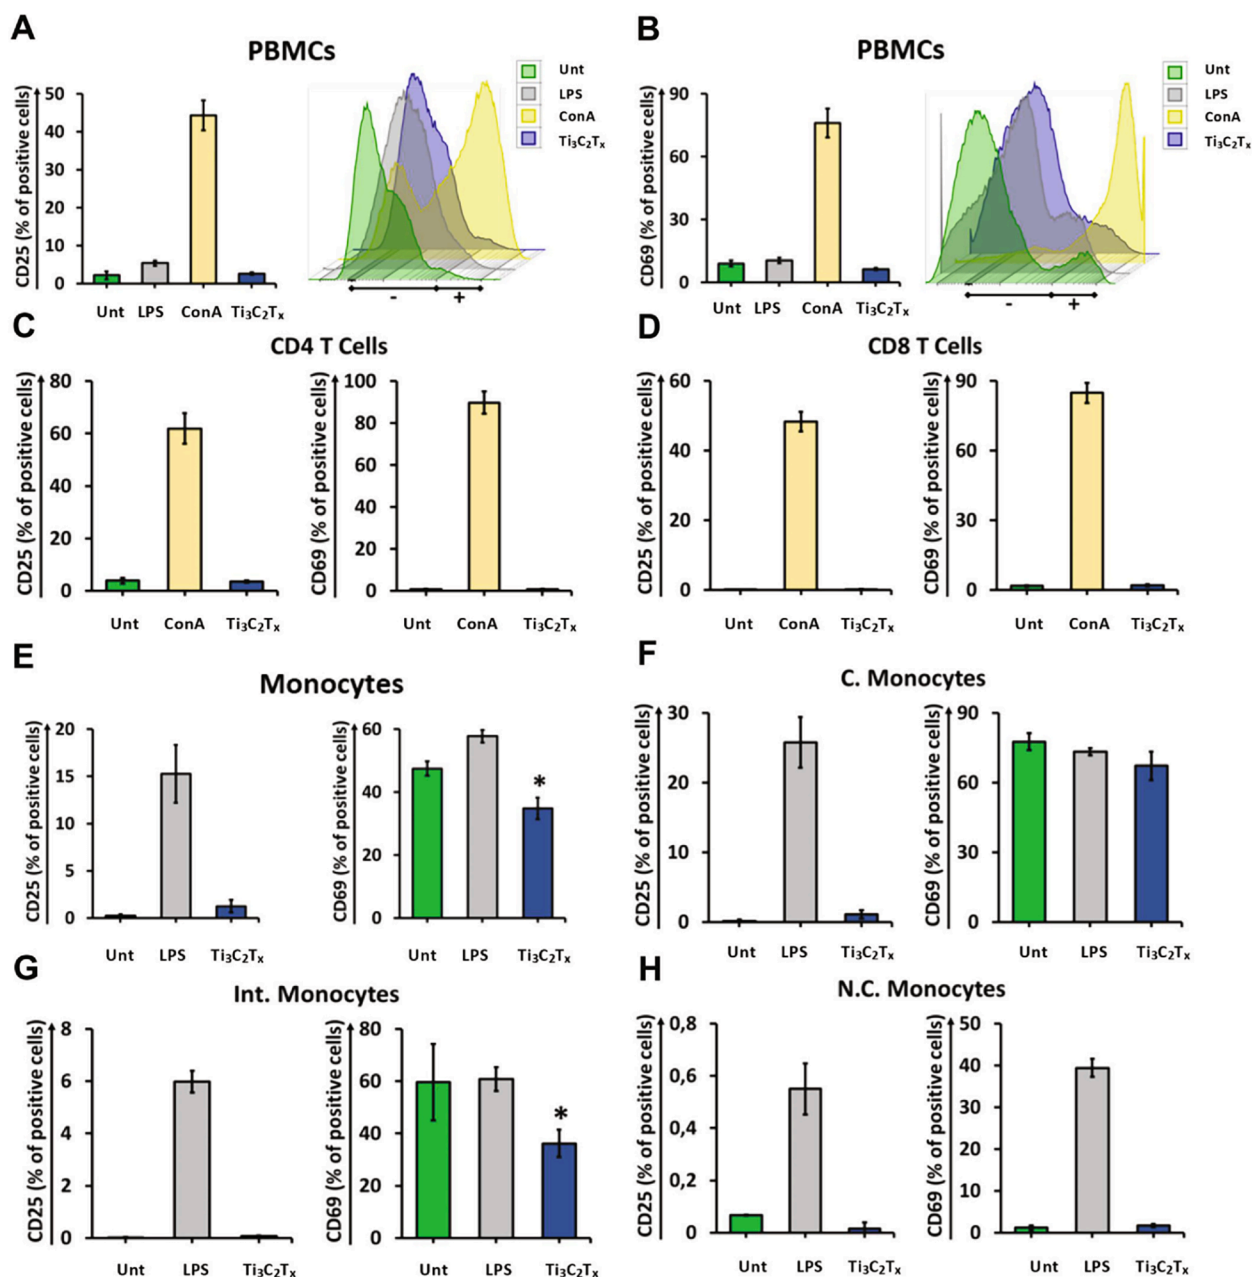 A
PBMCs
CD25 (% of positive cells)
50
40
30
20
10
0
Unt LPS ConA Ti₃C₂Tₓ
Unt
LPS
ConA
Ti₃C₂Tₓ
- +
B
PBMCs
CD69 (% of positive cells)
90
60
30
0
Unt LPS ConA Ti₃C₂Tₓ
Unt
LPS
ConA
Ti₃C₂Tₓ
- +
C
CD4 T Cells
CD25 (% of positive cells)
80
60
40
20
0
Unt ConA Ti₃C₂Tₓ
CD69 (% of positive cells)
100
80
60
40
20
0
Unt ConA Ti₃C₂Tₓ
D
CD8 T Cells
CD25 (% of positive cells)
60
40
20
0
Unt ConA Ti₃C₂Tₓ
CD69 (% of positive cells)
90
60
30
0
Unt ConA Ti₃C₂Tₓ
E
Monocytes
CD25 (% of positive cells)
20
15
10
5
0
Unt LPS Ti₃C₂Tₓ
CD69 (% of positive cells)
60
40
20
0
*
Unt LPS Ti₃C₂Tₓ
F
C. Monocytes
CD25 (% of positive cells)
30
20
10
0
Unt LPS Ti₃C₂Tₓ
CD69 (% of positive cells)
90
60
30
0
Unt LPS Ti₃C₂Tₓ
G
Int. Monocytes
CD25 (% of positive cells)
8
6
4
2
0
Unt LPS Ti₃C₂Tₓ
CD69 (% of positive cells)
80
60
40
20
0
*
Unt LPS Ti₃C₂Tₓ
H
N.C. Monocytes
CD25 (% of positive cells)
0,8
0,6
0,4
0,2
0
Unt LPS Ti₃C₂Tₓ
CD69 (% of positive cells)
50
40
30
20
10
0
Unt LPS Ti₃C₂Tₓ